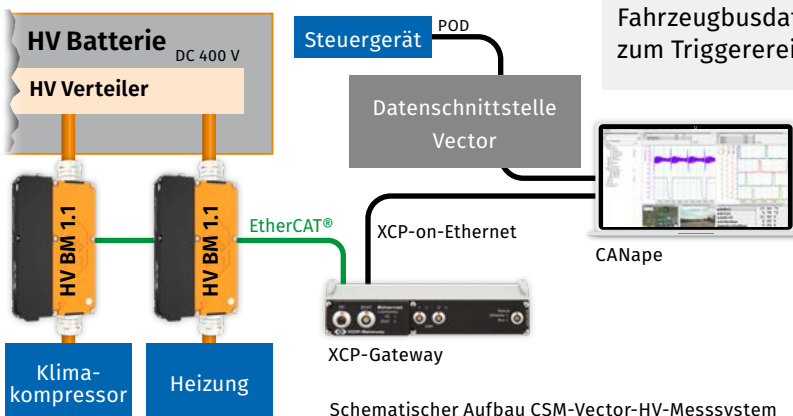 HV Batterie
DC 400 V
HV Verteiler
Steuergerät
POD
Fahrzeugbusdat
zum Triggererei
Datenschnittstelle
Vector
HV BM 1.1
HV BM 1.1
EtherCAT®
XCP-on-Ethernet
CANape
XCP-Gateway
Klima-
kompressor
Heizung
Schematischer Aufbau CSM-Vector-HV-Messsystem